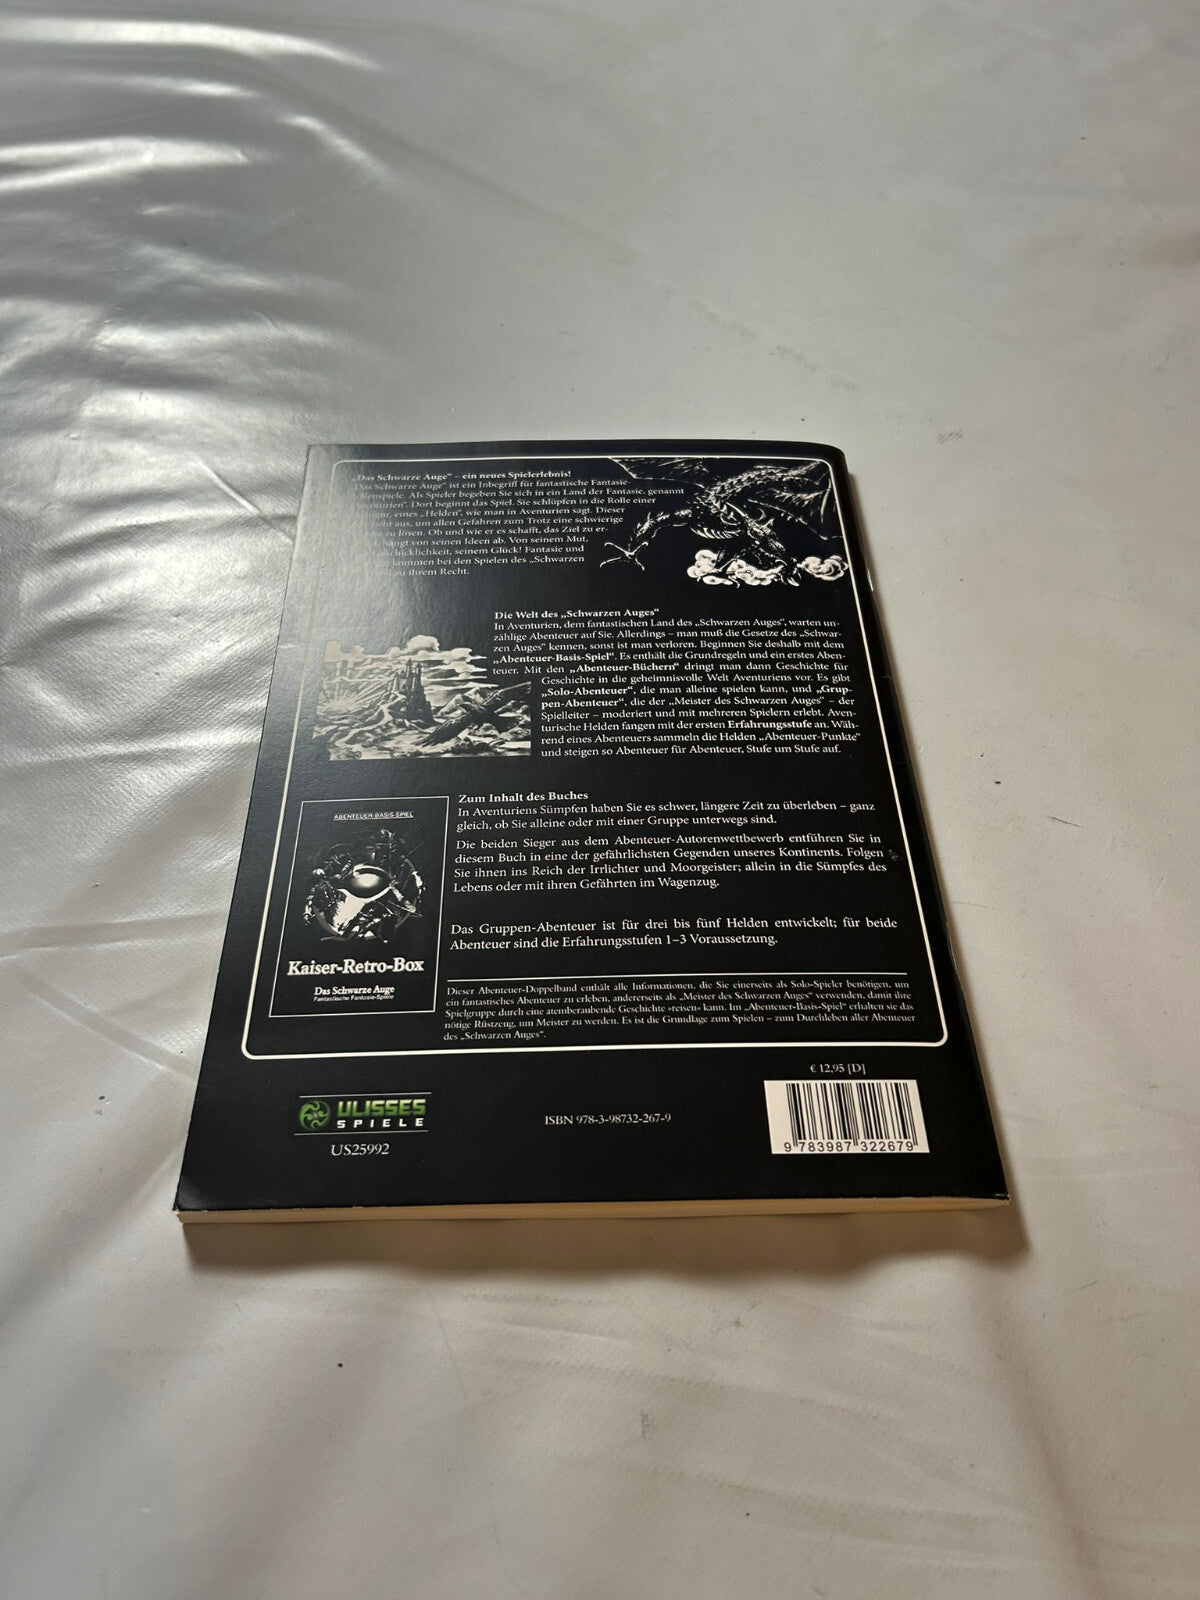 „Das Schwarze Auge“ – ein neues Spielerlebnis!
„Das Schwarze Auge“ ist ein Inbegriff für fantastische Fantasie-
Rollenspiele. Als Spieler begeben Sie sich in ein Land der Fantasie, genannt
„Aventurien“. Dort beginnt das Spiel. Sie schlüpfen in die Rolle einer
eines „Helden“, wie man in Aventurien sagt. Dieser
zieht aus, um allen Gefahren zum Trotz eine schwierige
zu lösen. Ob und wie er es schafft, das Ziel zu er-
hängt von seinen Ideen ab. Von seinem Mut,
Geschicklichkeit, seinem Glück! Fantasie und
kommen bei den Spielen des „Schwarzen
zu ihrem Recht.
Die Welt des „Schwarzen Auges“
In Aventurien, dem fantastischen Land des „Schwarzen Auges“, warten un-
zählige Abenteuer auf Sie. Allerdings – man muß die Gesetze des „Schwar-
zen Auges“ kennen, sonst ist man verloren. Beginnen Sie deshalb mit dem
„Abenteuer-Basis-Spiel“. Es enthält die Grundregeln und ein erstes Aben-
teuer. Mit den „Abenteuer-Büchern“ dringt man dann Geschichte für
Geschichte in die geheimnisvolle Welt Aventuriens vor. Es gibt
„Solo-Abenteuer“, die man alleine spielen kann, und „Grup-
pen-Abenteuer“, die der „Meister des Schwarzen Auges“ – der
Spielleiter – moderiert und mit mehreren Spielern erlebt. Aven-
turische Helden fangen mit der ersten Erfahrungsstufe an. Wäh-
rend eines Abenteuers sammeln die Helden „Abenteuer-Punkte“
und steigen so Abenteuer für Abenteuer, Stufe um Stufe auf.
Zum Inhalt des Buches
In Aventuriens Sümpfen haben Sie es schwer, längere Zeit zu überleben – ganz
gleich, ob Sie alleine oder mit einer Gruppe unterwegs sind.
Die beiden Sieger aus dem Abenteuer-Autorenwettbewerb entführen Sie in
diesem Buch in eine der gefährlichsten Gegenden unseres Kontinents. Folgen
Sie ihnen ins Reich der Irrlichter und Moorgeister; allein in die Sümpfe des
Lebens oder mit ihren Gefährten im Wagenzug.
Das Gruppen-Abenteuer ist für drei bis fünf Helden entwickelt; für beide
Abenteuer sind die Erfahrungsstufen 1–3 Voraussetzung.
ABENTEUER-BASIS-SPIEL
Kaiser-Retro-Box
Das Schwarze Auge
Fantastische Fantasie-Spiele
Dieser Abenteuer-Doppelband enthält alle Informationen, die Sie einerseits als Solo-Spieler benötigen, um
ein fantastisches Abenteuer zu erleben, andererseits als „Meister des Schwarzen Auges“ verwenden, damit ihre
Spielgruppe durch eine atemberaubende Geschichte »reisen« kann. Im „Abenteuer-Basis-Spiel“ erhalten sie das
nötige Rüstzeug, um Meister zu werden. Es ist die Grundlage zum Spielen – zum Durchleben aller Abenteuer
des „Schwarzen Auges“.
ULISSES
SPIELE
US25992
ISBN 978-3-98732-267-9
€ 12,95 [D]
9 783987 322679